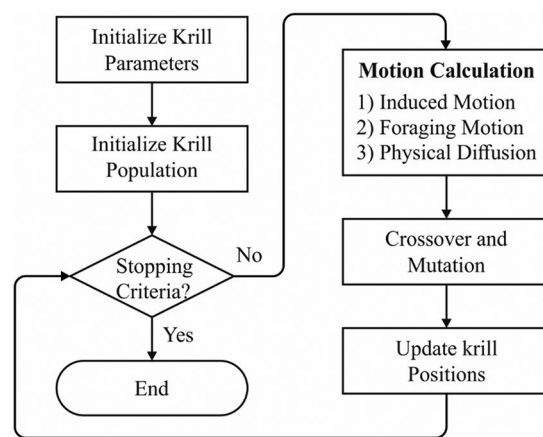 Initialize Krill
Parameters
Initialize Krill
Population
Stopping
Criteria?
No
Yes
End
Motion Calculation
1) Induced Motion
2) Foraging Motion
3) Physical Diffusion
Crossover and
Mutation
Update krill
Positions